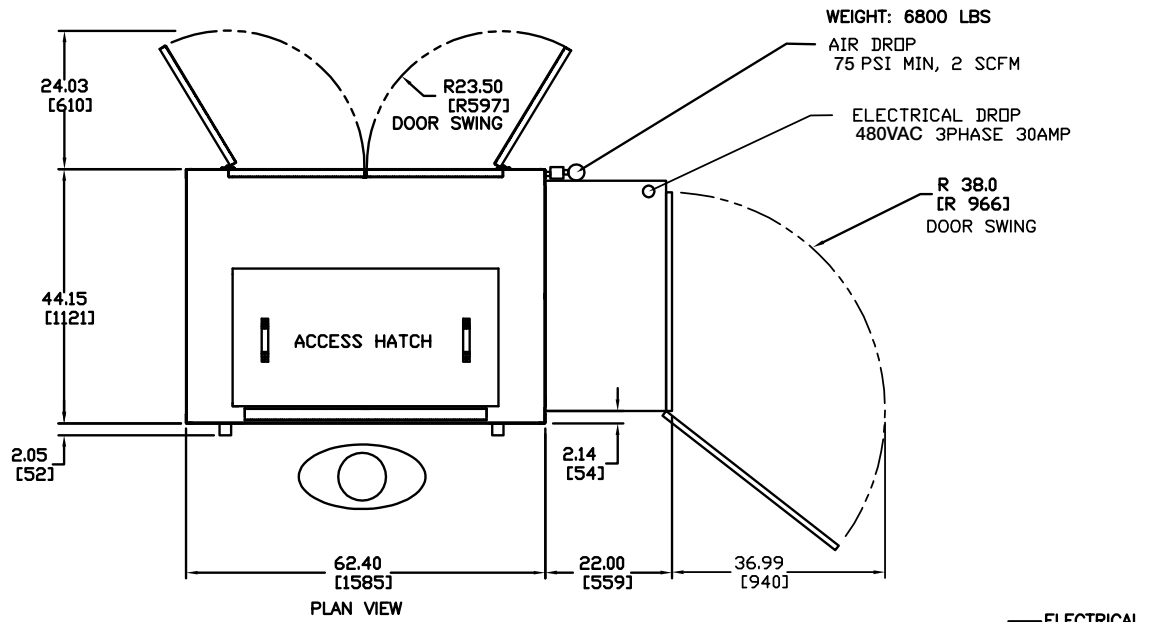 WEIGHT: 6800 LBS
AIR DROP
75 PSI MIN, 2 SCFM
24.03
[610]
R23.50
[R597]
DOOR SWING
ELECTRICAL DROP
480VAC 3PHASE 30AMP
R 38.0
[R 966]
DOOR SWING
44.15
[1121]
ACCESS HATCH
2.05
[52]
2.14
[54]
62.40
[1585]
22.00
[559]
36.99
[940]
PLAN VIEW
ELECTRICAL